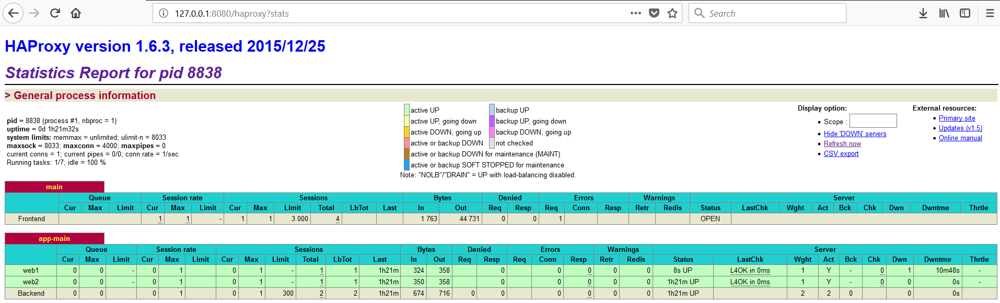 127.0.0.1:8080/haproxy?stats
Search
HAProxy version 1.6.3, released 2015/12/25
Statistics Report for pid 8838
> General process information
pid = 8838 (process #1, nbproc = 1)
uptime = 0d 1h21m32s
system limits: memmax = unlimited; ulimit-n = 8033
maxsock = 8033; maxconn = 4000; maxpipes = 0
current conns = 1; current pipes = 0/0; conn rate = 1/sec
Running tasks: 1/7; idle = 100 %
active UP backup UP
active UP, going down backup UP, going down
active DOWN, going up backup DOWN, going up
active or backup DOWN not checked
active or backup DOWN for maintenance (MAINT)
active or backup SOFT STOPPED for maintenance
Note: "NOLB"/"DRAIN" = UP with load-balancing disabled.
Display option:
Scope :
Hide 'DOWN' servers
Refresh now
CSV export
External resources:
Primary site
Updates (v1.5)
Online manual
main
Queue Session rate Sessions Bytes Denied Errors Warnings Server
Cur Max Limit Cur Max Limit Cur Max Limit Total LbTot Last In Out Req Resp Req Conn Resp Retr Redis Status LastChk Wght Act Bck Chk Dwn Dwntme Thrtle
Frontend 1 1 - 1 1 3 000 4 1 763 44 731 0 0 1 OPEN
app-main
Queue Session rate Sessions Bytes Denied Errors Warnings Server
Cur Max Limit Cur Max Limit Cur Max Limit Total LbTot Last In Out Req Resp Req Conn Resp Retr Redis Status LastChk Wght Act Bck Chk Dwn Dwntme Thrtle
web1 0 0 - 0 1 0 1 - 1 1 1h21m 324 358 0 0 0 0 0 8s UP L4OK in 0ms 1 Y - 0 1 10m48s -
web2 0 0 - 0 1 0 1 - 1 1 1h21m 350 358 0 0 0 0 0 1h21m UP L4OK in 0ms 1 Y - 0 0 0s -
Backend 0 0 0 1 0 1 300 2 2 1h21m 674 716 0 0 0 0 0 0 1h21m UP 2 2 0 0 0s